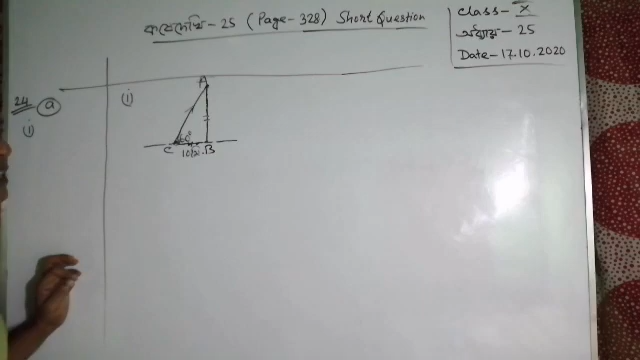 কষে দেখি - 25 (Page- 328) Short Question
Class- X
অধ্যায় - 25
Date- 17.10.2020
24 (a) (i)
i)
A
C B